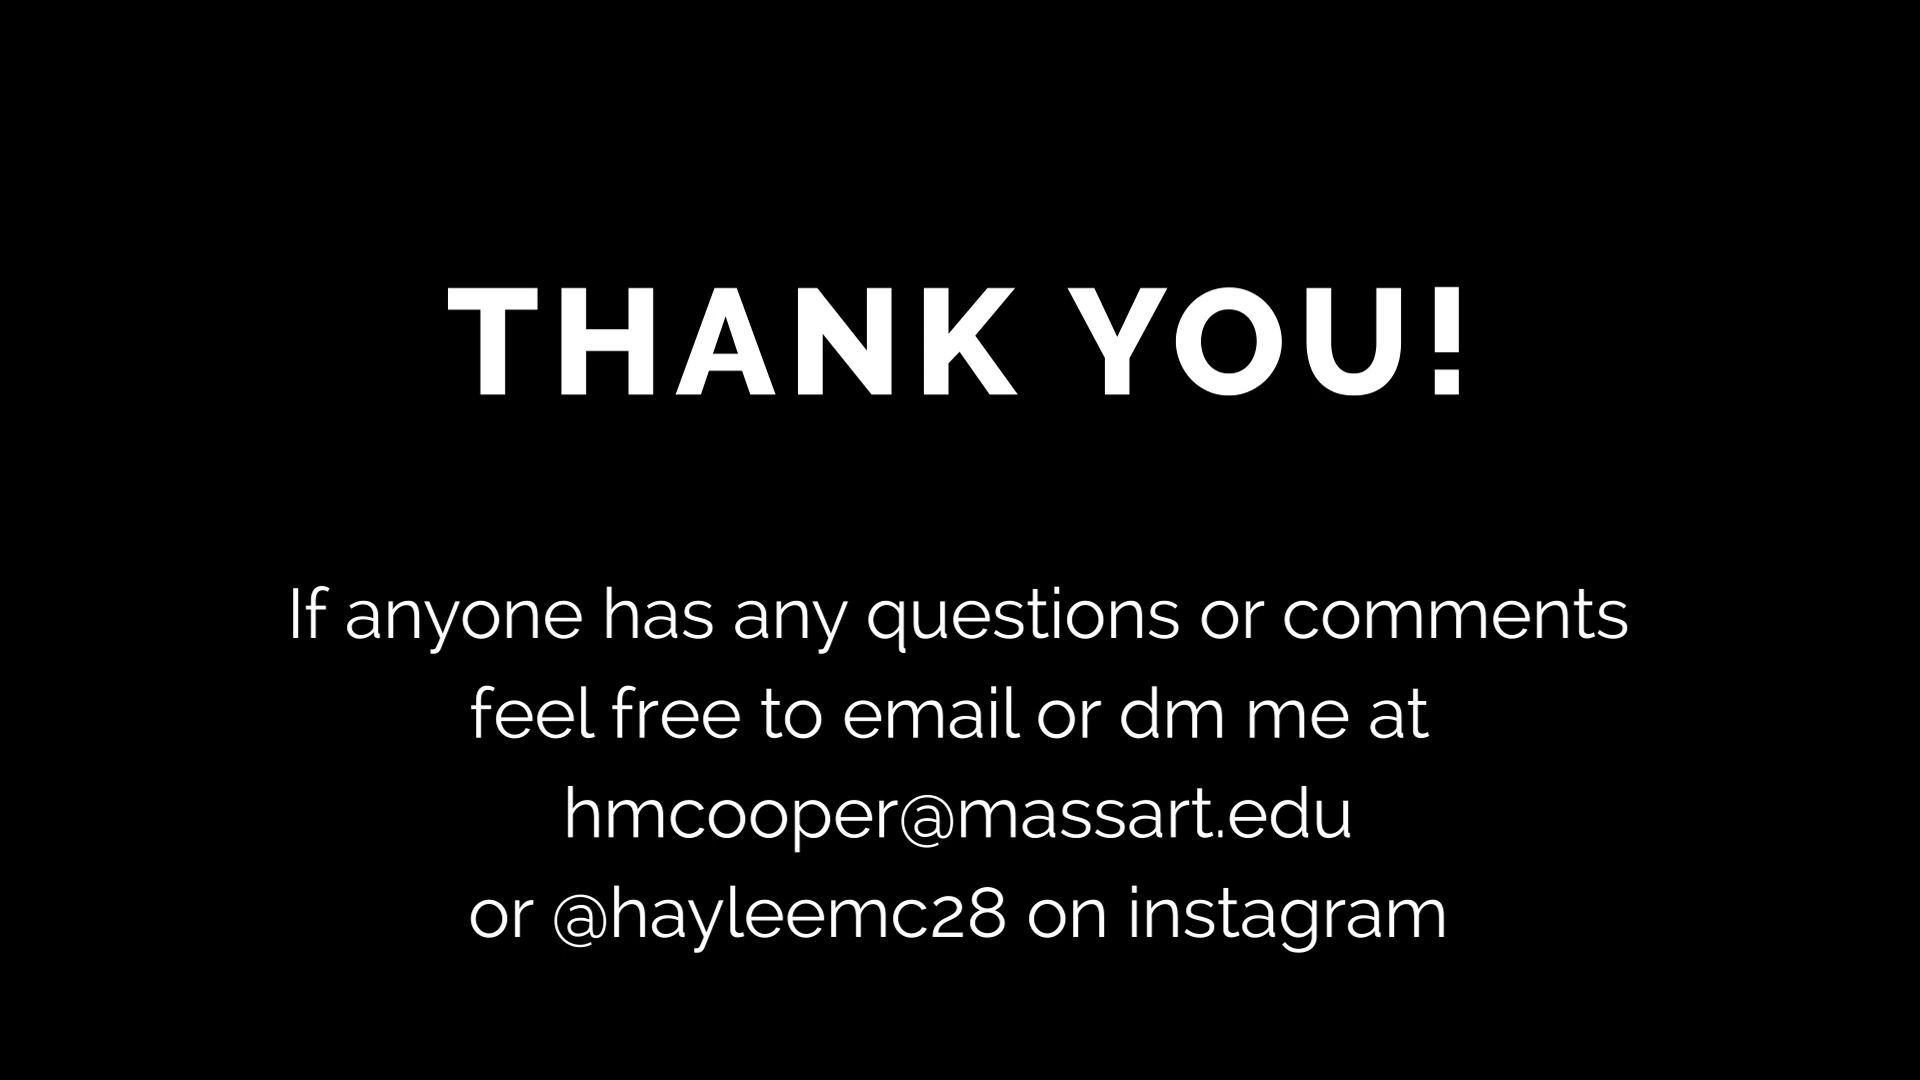 THANK YOU!
If anyone has any questions or comments
feel free to email or dm me at
hmcooper@massart.edu
or @hayleemc28 on instagram